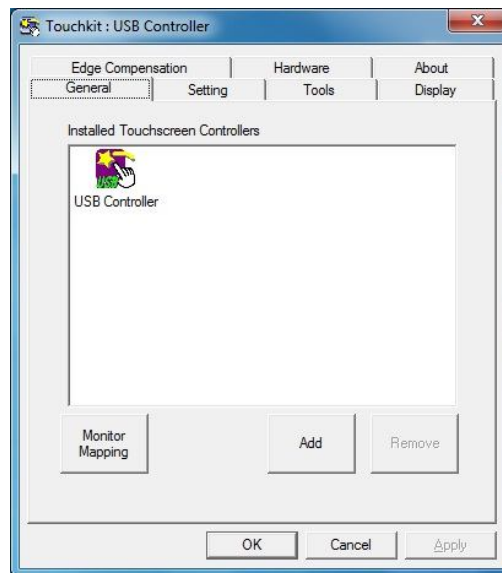 Touchkit : USB Controller
Edge Compensation Hardware About
General Setting Tools Display
Installed Touchscreen Controllers
USB
USB Controller
Monitor
Mapping
Add Remove
OK Cancel Apply